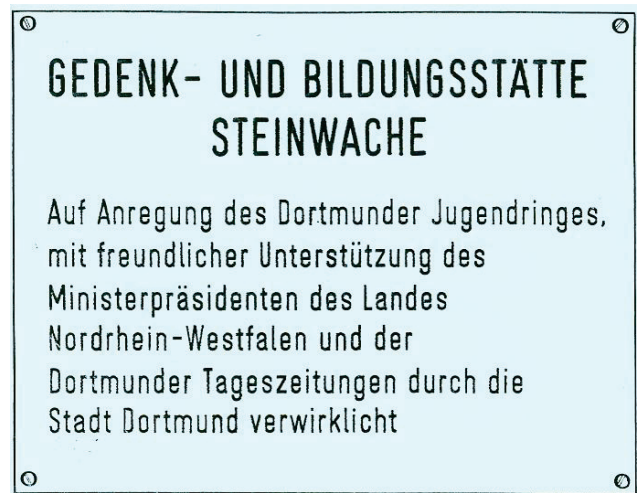 GEDENK- UND BILDUNGSSTÄTTE
STEINWACHE
Auf Anregung des Dortmunder Jugendringes,
mit freundlicher Unterstützung des
Ministerpräsidenten des Landes
Nordrhein-Westfalen und der
Dortmunder Tageszeitungen durch die
Stadt Dortmund verwirklicht